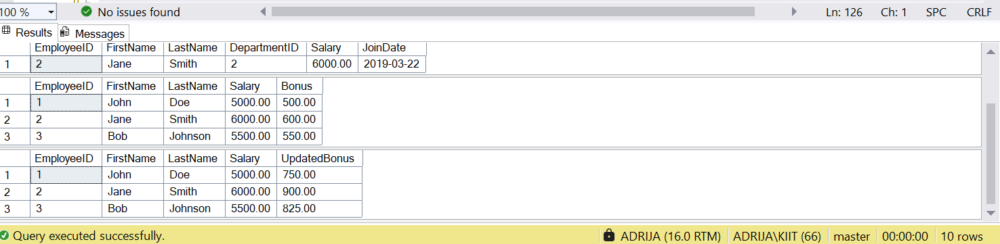 100 % No issues found Ln: 126 Ch: 1 SPC CRLF
Results Messages
EmployeeID FirstName LastName DepartmentID Salary JoinDate
1 2 Jane Smith 2 6000.00 2019-03-22
EmployeeID FirstName LastName Salary Bonus
1 1 John Doe 5000.00 500.00
2 2 Jane Smith 6000.00 600.00
3 3 Bob Johnson 5500.00 550.00
EmployeeID FirstName LastName Salary UpdatedBonus
1 1 John Doe 5000.00 750.00
2 2 Jane Smith 6000.00 900.00
3 3 Bob Johnson 5500.00 825.00
Query executed successfully. ADRIJA (16.0 RTM) ADRIJA\KIIT (66) master 00:00:00 10 rows